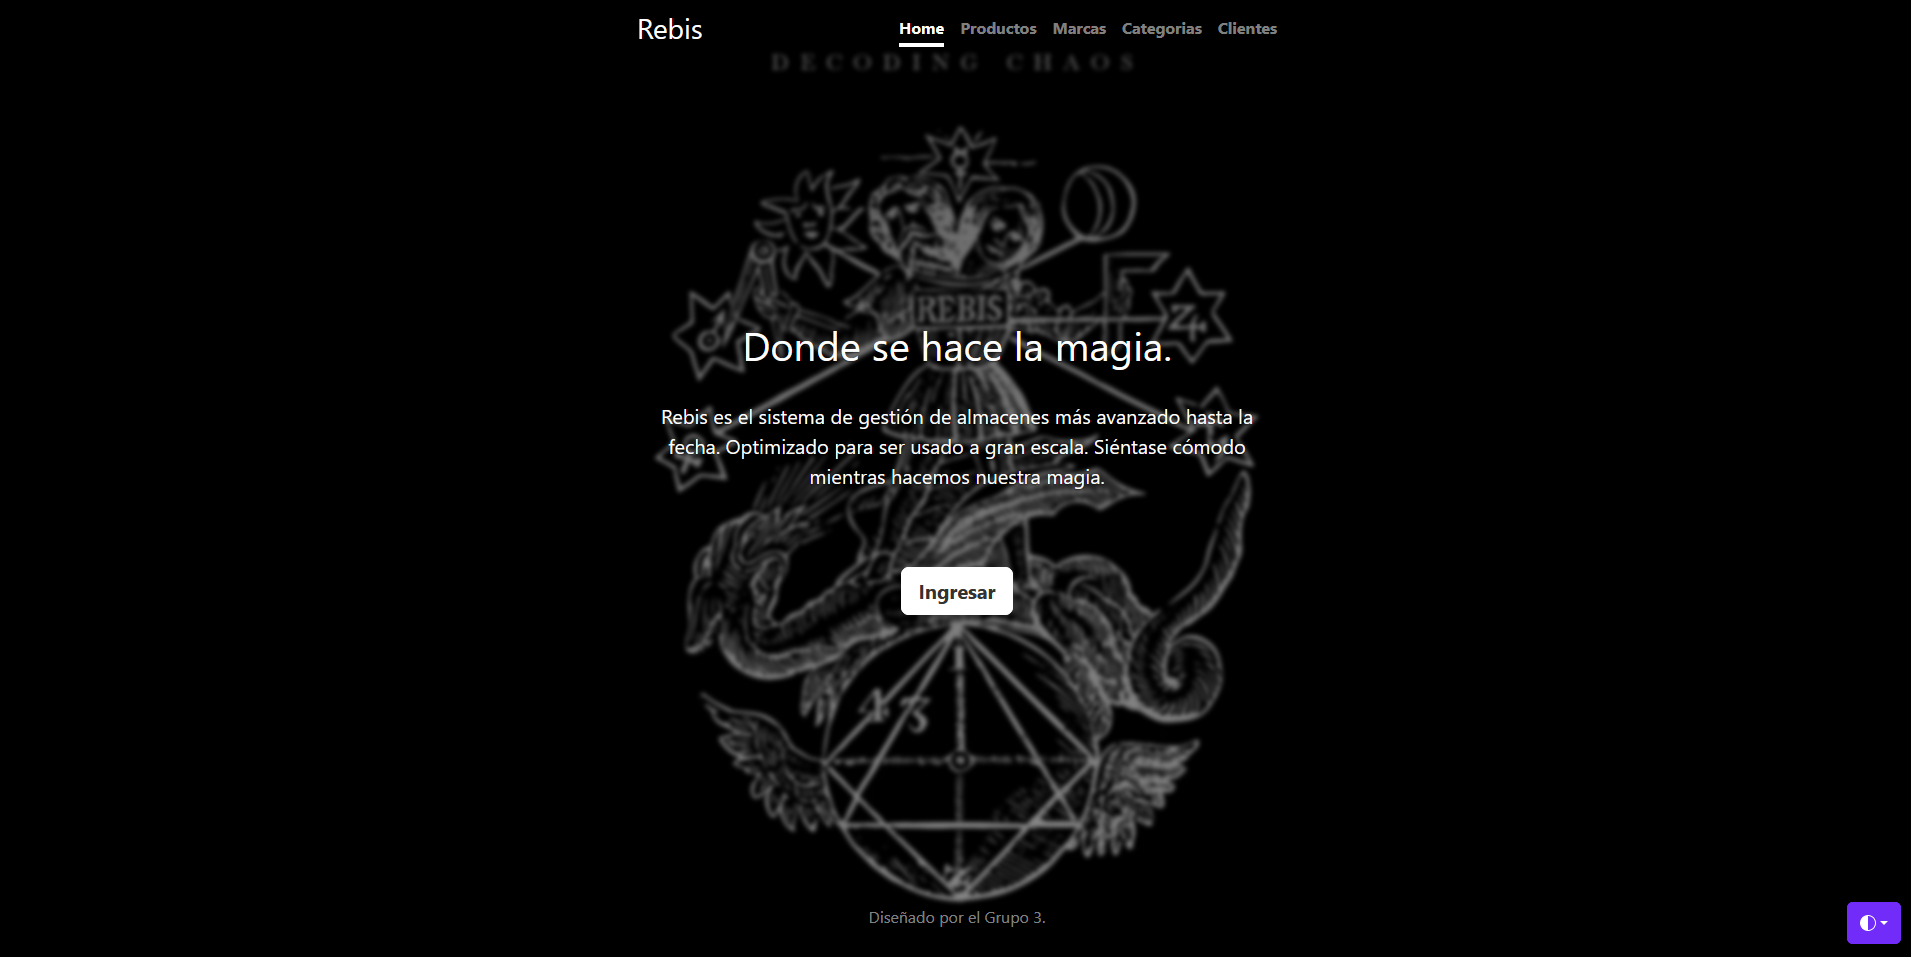 Rebis
Home Productos Marcas Categorias Clientes
DECODING CHAOS
REBIS
Donde se hace la magia.
Rebis es el sistema de gestión de almacenes más avanzado hasta la
fecha. Optimizado para ser usado a gran escala. Siéntase cómodo
mientras hacemos nuestra magia.
Ingresar
4 3
Diseñado por el Grupo 3.